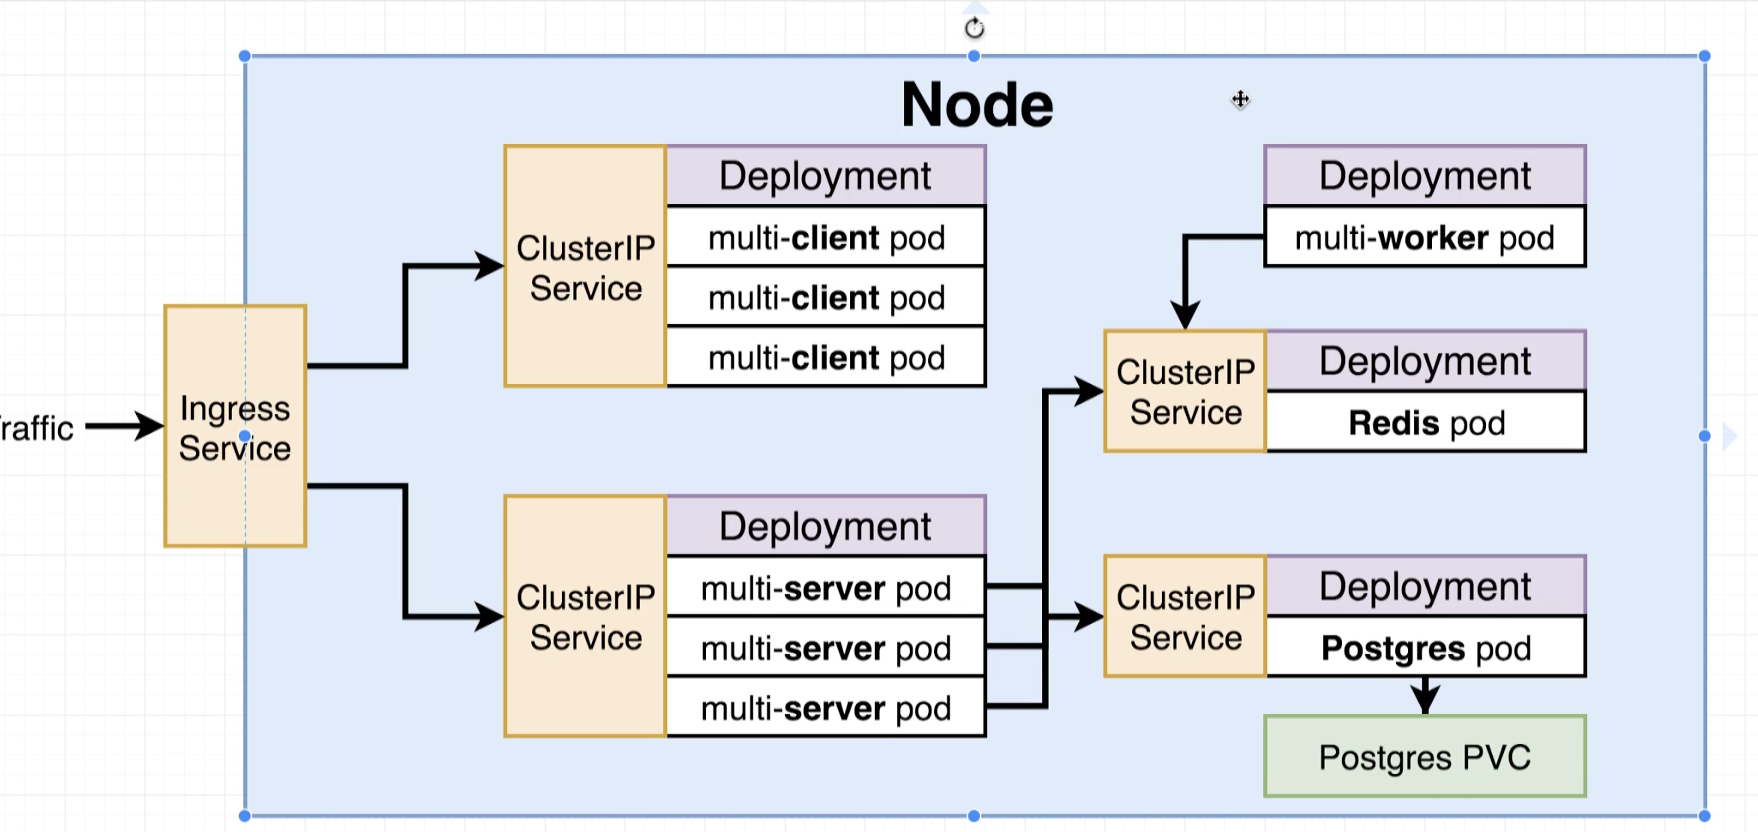 Node
Deployment
ClusterIP
Service
multi-client pod
multi-client pod
multi-client pod
Deployment
multi-worker pod
ClusterIP
Service
Deployment
Redis pod
raffic
Ingress
Service
Deployment
ClusterIP
Service
multi-server pod
multi-server pod
multi-server pod
ClusterIP
Service
Deployment
Postgres pod
Postgres PVC